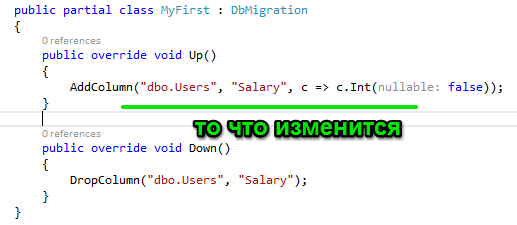 public partial class MyFirst : DbMigration
{
0 references
public override void Up()
{
AddColumn("dbo.Users", "Salary", c => c.Int(nullable: false));
}
то что изменится
0 references
public override void Down()
{
DropColumn("dbo.Users", "Salary");
}
}